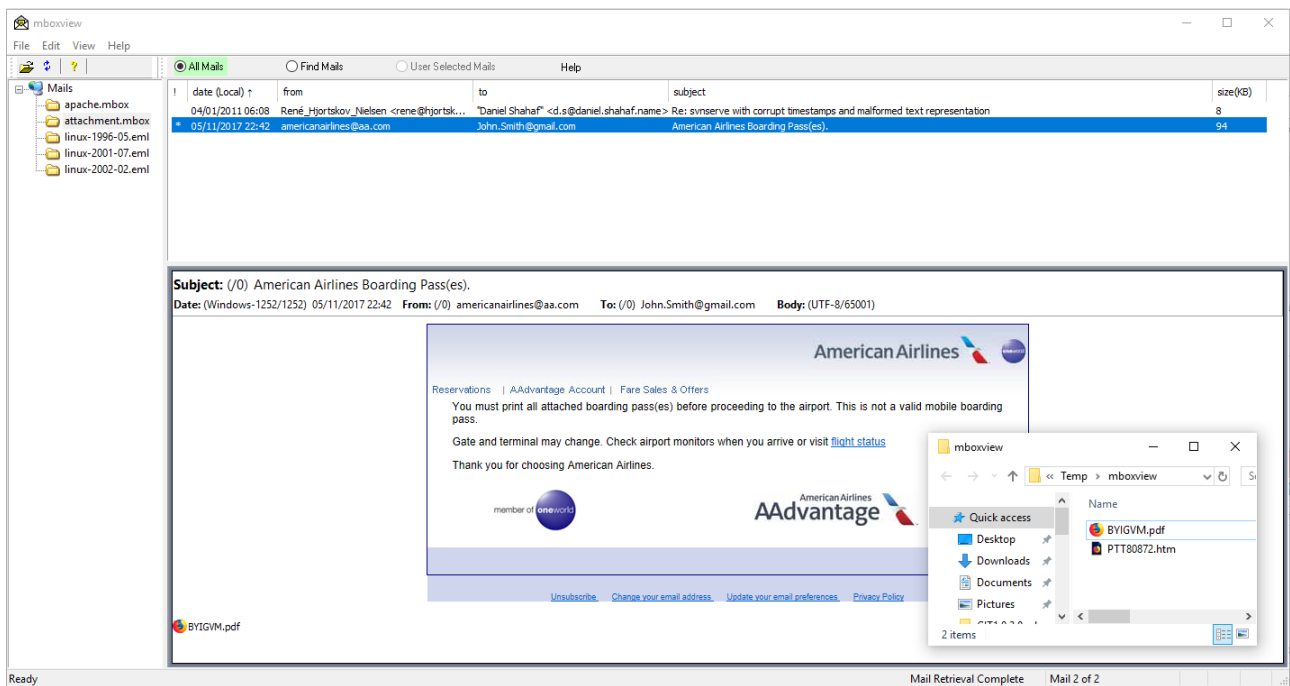 mboxview
File Edit View Help
All Mails Find Mails User Selected Mails Help
Mails
apache.mbox
attachment.mbox
linux-1996-05.eml
linux-2001-07.eml
linux-2002-02.eml
! date (Local) ↑ from to subject size(KB)
04/01/2011 06:08 René_Hjortskov_Nielsen <rene@hjortsk... "Daniel Shahaf" <d.s@daniel.shahaf.name> Re: svnserve with corrupt timestamps and malformed text representation 8
* 05/11/2017 22:42 americanairlines@aa.com John.Smith@gmail.com American Airlines Boarding Pass(es). 94
Subject: (/0) American Airlines Boarding Pass(es).
Date: (Windows-1252/1252) 05/11/2017 22:42 From: (/0) americanairlines@aa.com To: (/0) John.Smith@gmail.com Body: (UTF-8/65001)
American Airlines oneworld
Reservations | AAdvantage Account | Fare Sales & Offers
You must print all attached boarding pass(es) before proceeding to the airport. This is not a valid mobile boarding
pass.
Gate and terminal may change. Check airport monitors when you arrive or visit flight status
Thank you for choosing American Airlines.
member of oneworld
American Airlines
AAdvantage
Unsubscribe Change your email address Update your email preferences Privacy Policy
BYIGVM.pdf
mboxview
« Temp › mboxview
Name
Quick access
Desktop
Downloads
Documents
Pictures
BYIGVM.pdf
PTT80872.htm
2 items
Ready Mail Retrieval Complete Mail 2 of 2